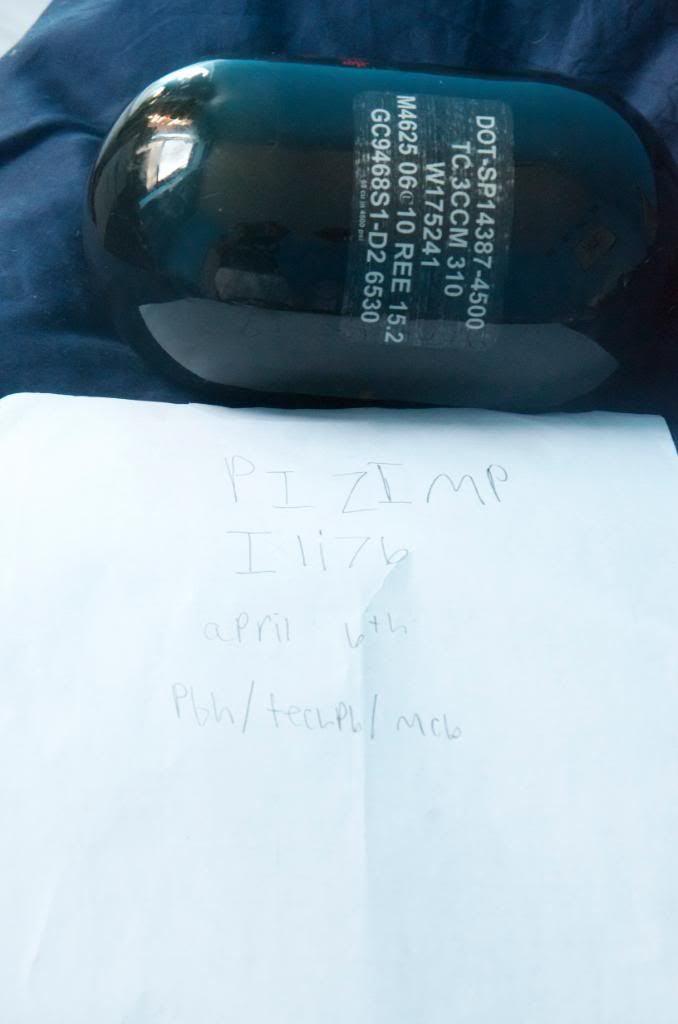 DOT-SP14387-4500
TC-3CCM 310
W175241
M4625 06 10 REE 15.2
GC9468S1-D2 6530
PIZIMP
Ili76
april 6th
Pbh/techPb/mcb